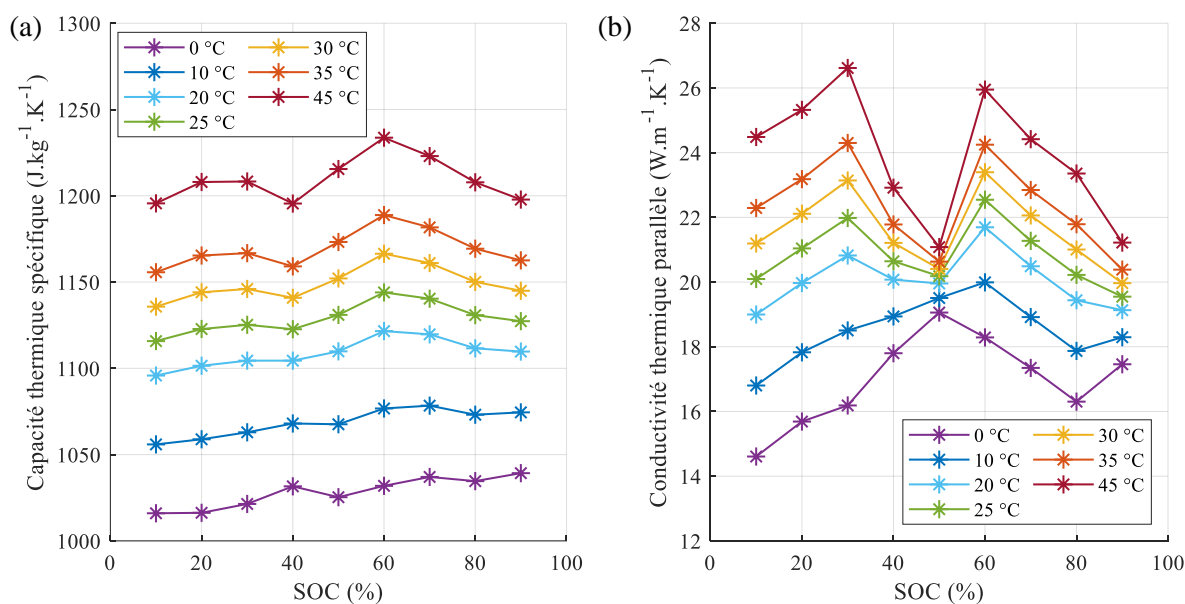 (a)
Capacité thermique spécifique (J.kg-1.K-1)
1300
1250
1200
1150
1100
1050
1000
0 °C
10 °C
20 °C
25 °C
30 °C
35 °C
45 °C
0
20
40
60
80
100
SOC (%)
(b)
Conductivité thermique parallèle (W.m-1.K-1)
28
26
24
22
20
18
16
14
12
0 °C
10 °C
20 °C
25 °C
30 °C
35 °C
45 °C
0
20
40
60
80
100
SOC (%)